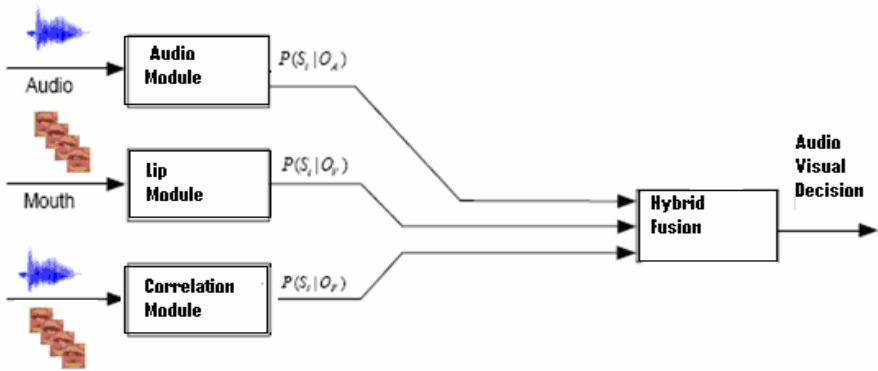 Audio
Module
P(S_i | O_A)
Audio
Lip
Module
P(S_i | O_V)
Mouth
Correlation
Module
P(S_i | O_F)
Hybrid
Fusion
Audio
Visual
Decision